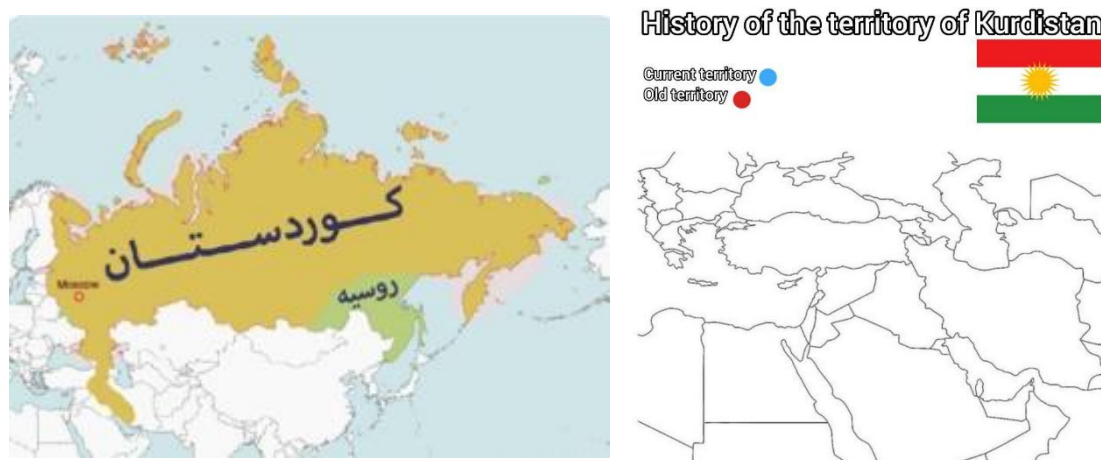 کوردستان
Moscow
روسیه
History of the territory of Kurdistan
Current territory
Old territory